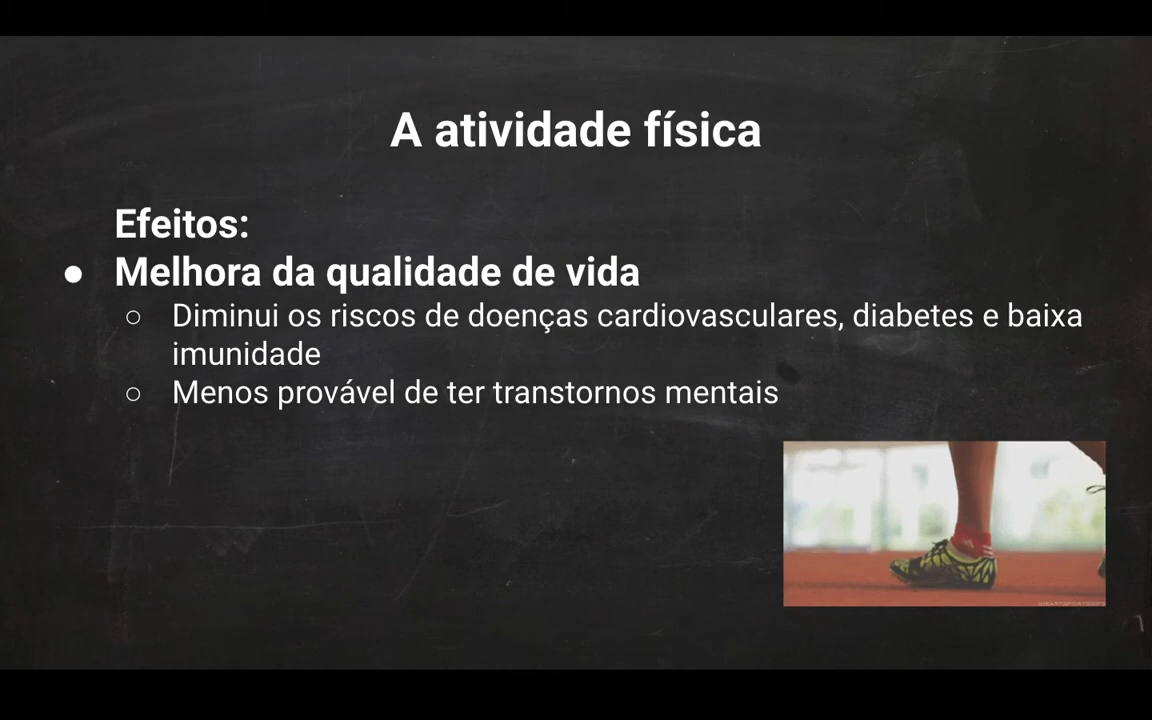 A atividade física
Efeitos:
● Melhora da qualidade de vida
○ Diminui os riscos de doenças cardiovasculares, diabetes e baixa
imunidade
○ Menos provável de ter transtornos mentais